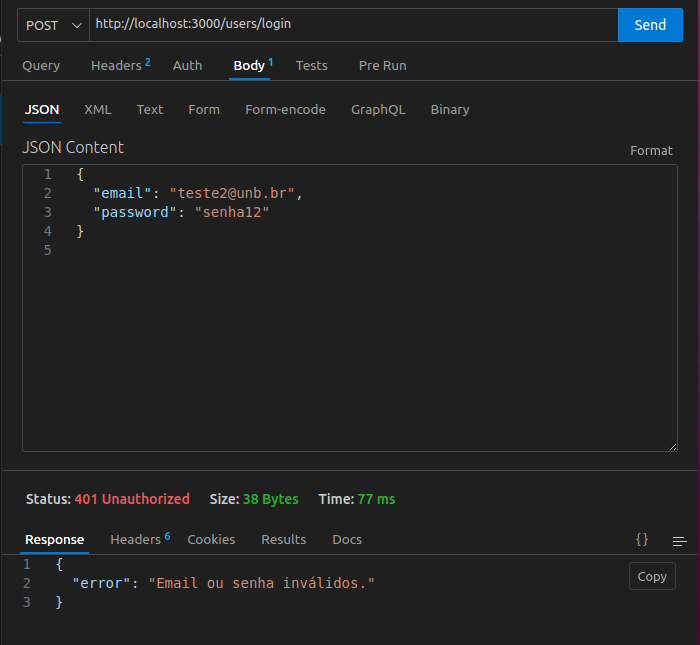 POST http://localhost:3000/users/login Send
Query Headers 2 Auth Body 1 Tests Pre Run
JSON XML Text Form Form-encode GraphQL Binary
JSON Content
Format
1 {
2 "email": "teste2@unb.br",
3 "password": "senha12"
4 }
5
Status: 401 Unauthorized Size: 38 Bytes Time: 77 ms
Response Headers 6 Cookies Results Docs {}
1 {
2 "error": "Email ou senha inválidos."
3 }
Copy